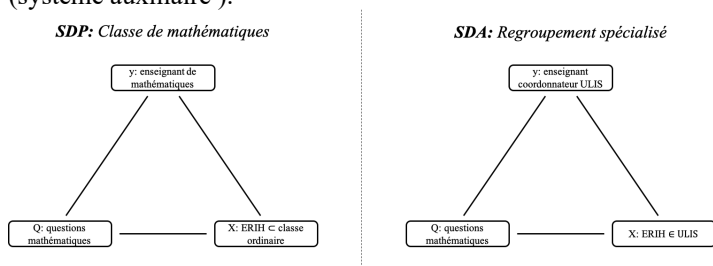 (système auxiliaire ).
SDP: Classe de mathématiques
y: enseignant de
mathématiques
Q: questions
mathématiques
X: ERIH ⊂ classe
ordinaire
SDA: Regroupement spécialisé
y: enseignant
coordonnateur ULIS
Q: questions
mathématiques
X: ERIH ∈ ULIS